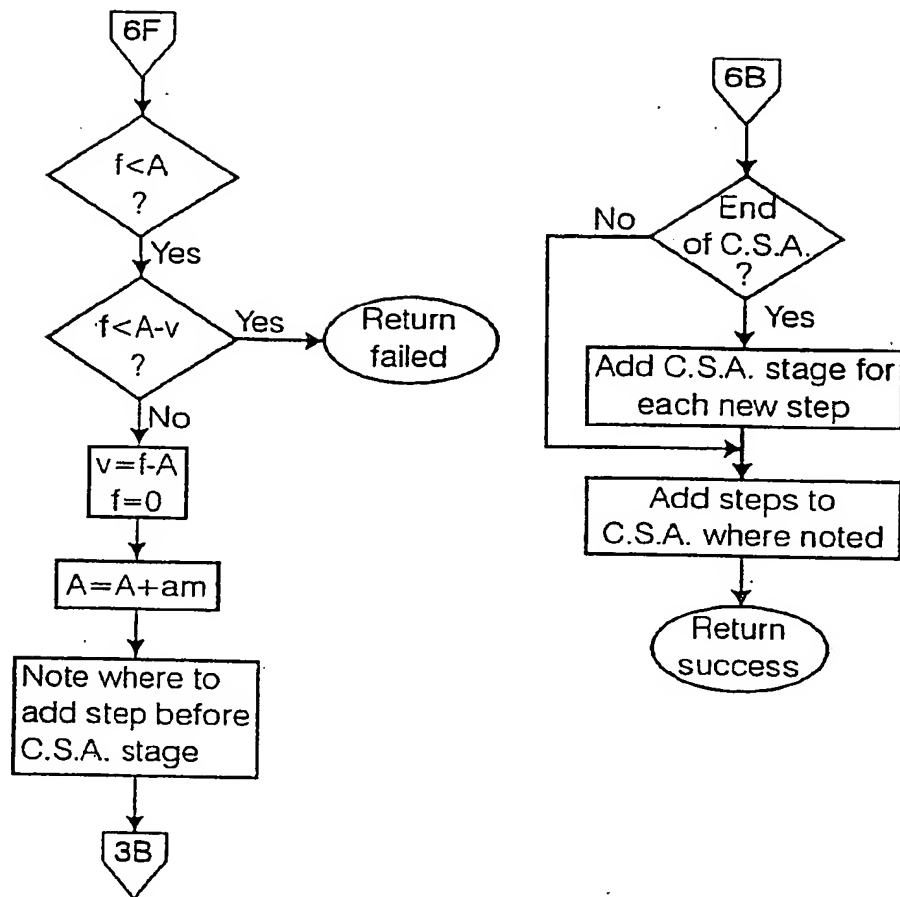 6F
f<A
?
Yes
f<A-v
?
Yes
Return
failed
No
v=f-A
f=0
A=A+am
Note where to
add step before
C.S.A. stage
3B
6B
End
of C.S.A.
?
No
Yes
Add C.S.A. stage for
each new step
Add steps to
C.S.A. where noted
Return
success